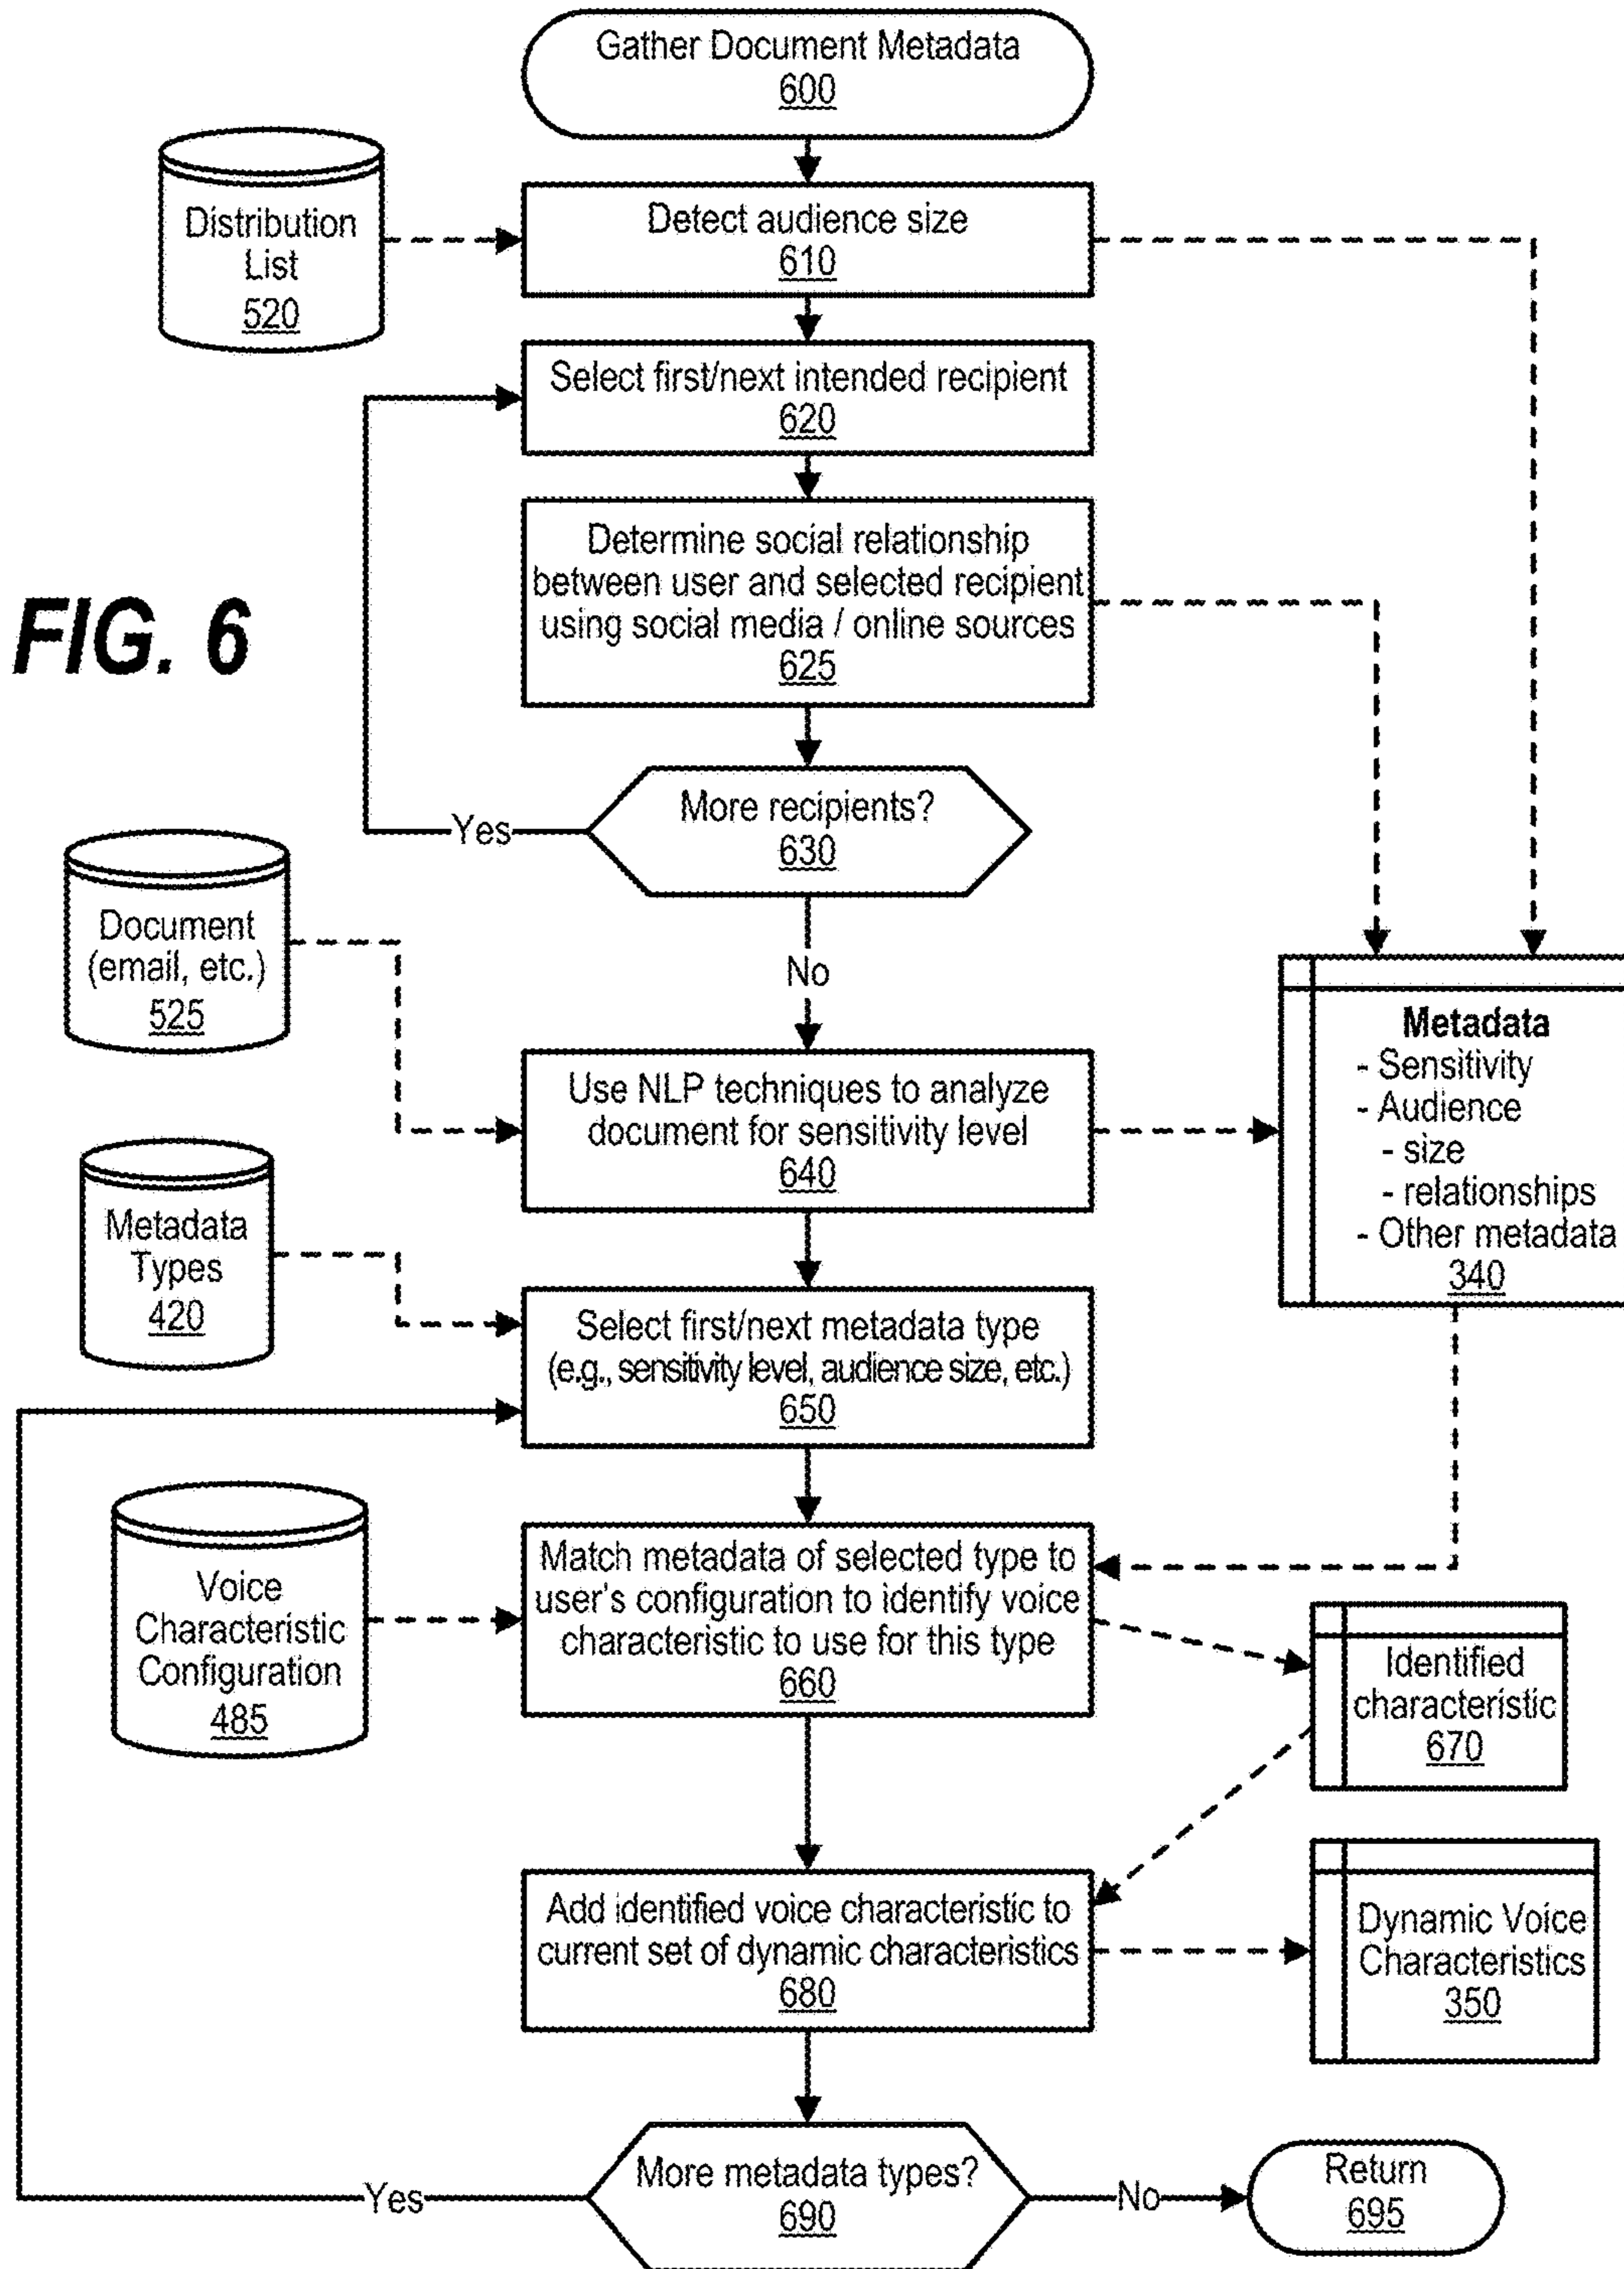 Gather Document Metadata
600
Distribution
List
520
Detect audience size
610
Select first/next intended recipient
620
Determine social relationship
between user and selected recipient
using social media / online sources
625
FIG. 6
More recipients?
630
Yes
No
Document
(email, etc.)
525
Metadata
- Sensitivity
- Audience
- size
- relationships
- Other metadata
340
Use NLP techniques to analyze
document for sensitivity level
640
Metadata
Types
420
Select first/next metadata type
(e.g., sensitivity level, audience size, etc.)
650
Voice
Characteristic
Configuration
485
Match metadata of selected type to
user's configuration to identify voice
characteristic to use for this type
660
Identified
characteristic
670
Add identified voice characteristic to
current set of dynamic characteristics
680
Dynamic Voice
Characteristics
350
More metadata types?
690
Yes
No
Return
695